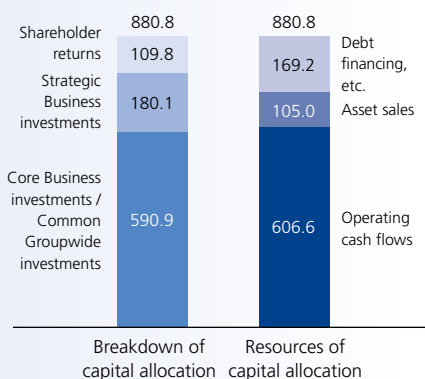 880.8
880.8
Shareholder
returns
109.8
Strategic
Business
investments
180.1
Core Business
investments /
Common
Groupwide
investments
590.9
169.2
Debt
financing,
etc.
105.0
Asset sales
606.6
Operating
cash flows
Breakdown of
capital allocation
Resources of
capital allocation